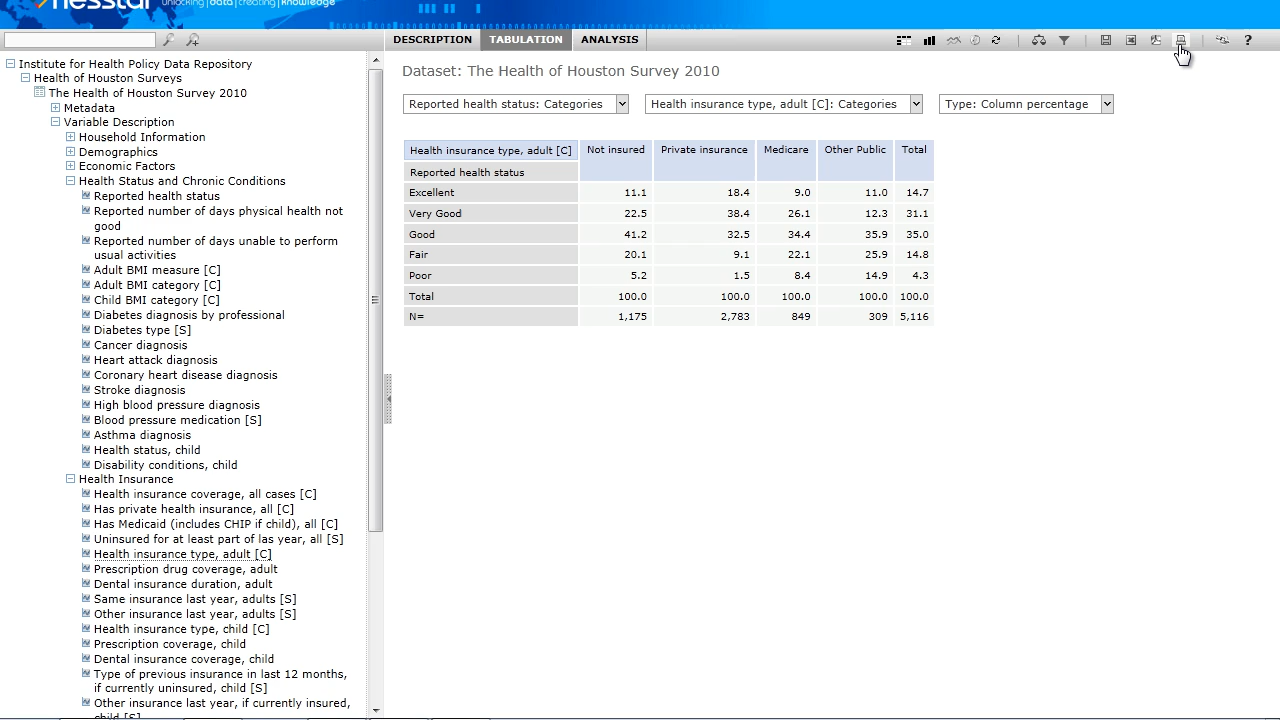 nesstar unlocking|data|creating|knowledge
DESCRIPTION TABULATION ANALYSIS
Institute for Health Policy Data Repository
Health of Houston Surveys
The Health of Houston Survey 2010
Metadata
Variable Description
Household Information
Demographics
Economic Factors
Health Status and Chronic Conditions
Reported health status
Reported number of days physical health not
good
Reported number of days unable to perform
usual activities
Adult BMI measure [C]
Adult BMI category [C]
Child BMI category [C]
Diabetes diagnosis by professional
Diabetes type [S]
Cancer diagnosis
Heart attack diagnosis
Coronary heart disease diagnosis
Stroke diagnosis
High blood pressure diagnosis
Blood pressure medication [S]
Asthma diagnosis
Health status, child
Disability conditions, child
Health Insurance
Health insurance coverage, all cases [C]
Has private health insurance, all [C]
Has Medicaid (includes CHIP if child), all [C]
Uninsured for at least part of las year, all [S]
Health insurance type, adult [C]
Prescription drug coverage, adult
Dental insurance duration, adult
Same insurance last year, adults [S]
Other insurance last year, adults [S]
Health insurance type, child [C]
Prescription coverage, child
Dental insurance coverage, child
Type of previous insurance in last 12 months,
if currently uninsured, child [S]
Other insurance last year, if currently insured,
child [S]
Dataset: The Health of Houston Survey 2010
Reported health status: Categories Health insurance type, adult [C]: Categories Type: Column percentage
Health insurance type, adult [C] Not insured Private insurance Medicare Other Public Total
Reported health status
Excellent 11.1 18.4 9.0 11.0 14.7
Very Good 22.5 38.4 26.1 12.3 31.1
Good 41.2 32.5 34.4 35.9 35.0
Fair 20.1 9.1 22.1 25.9 14.8
Poor 5.2 1.5 8.4 14.9 4.3
Total 100.0 100.0 100.0 100.0 100.0
N= 1,175 2,783 849 309 5,116